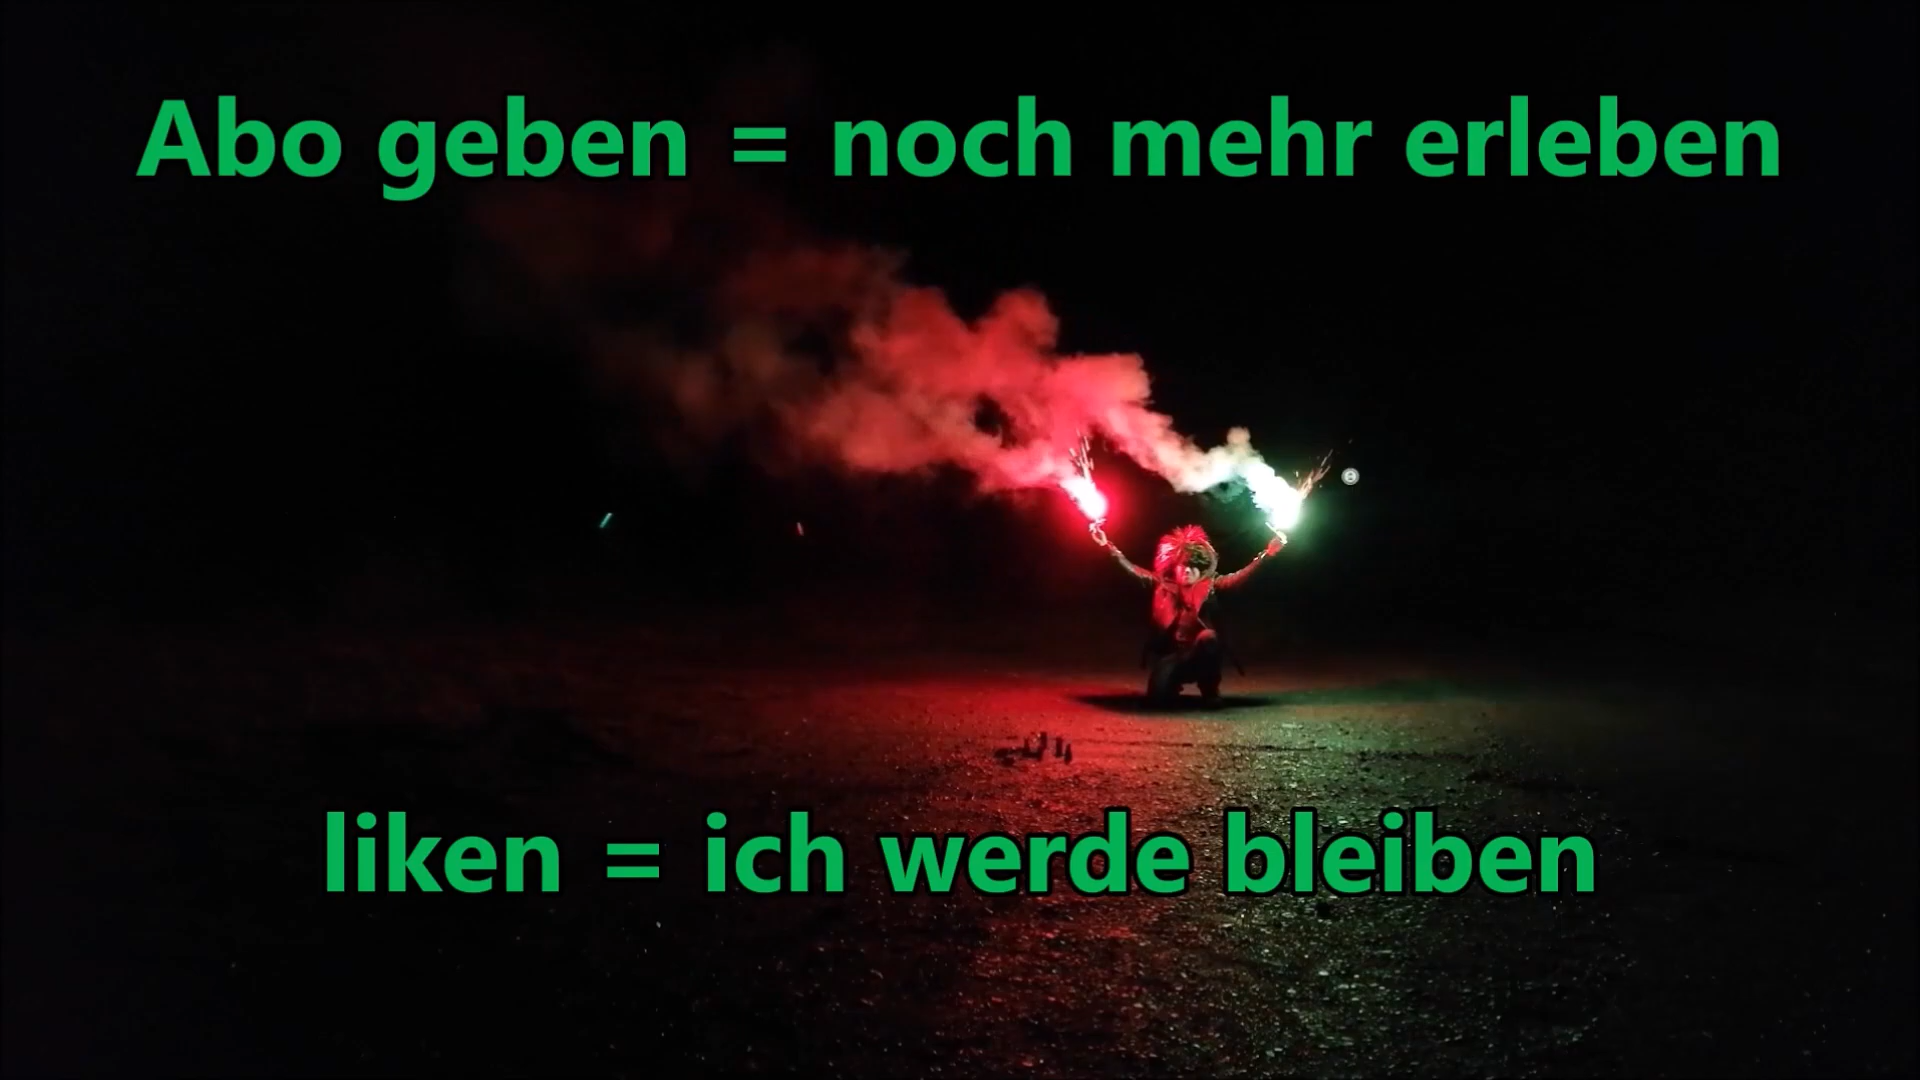 Abo geben = noch mehr erleben
liken = ich werde bleiben